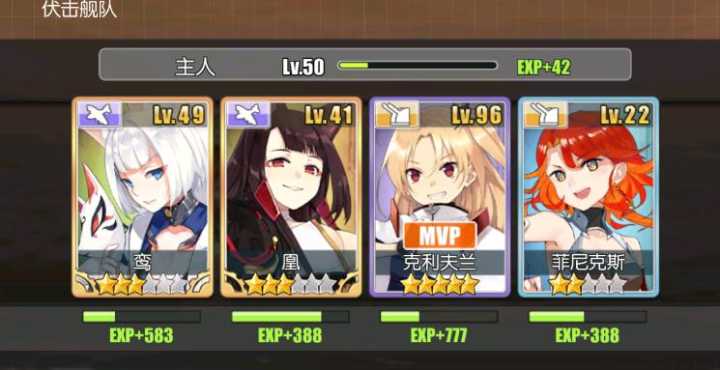 伏击舰队
主人 Lv.50 EXP+42
Lv.49 Lv.41 Lv.96 Lv.22
MVP
鸾 凰 克利夫兰 菲尼克斯
EXP+583 EXP+388 EXP+777 EXP+388